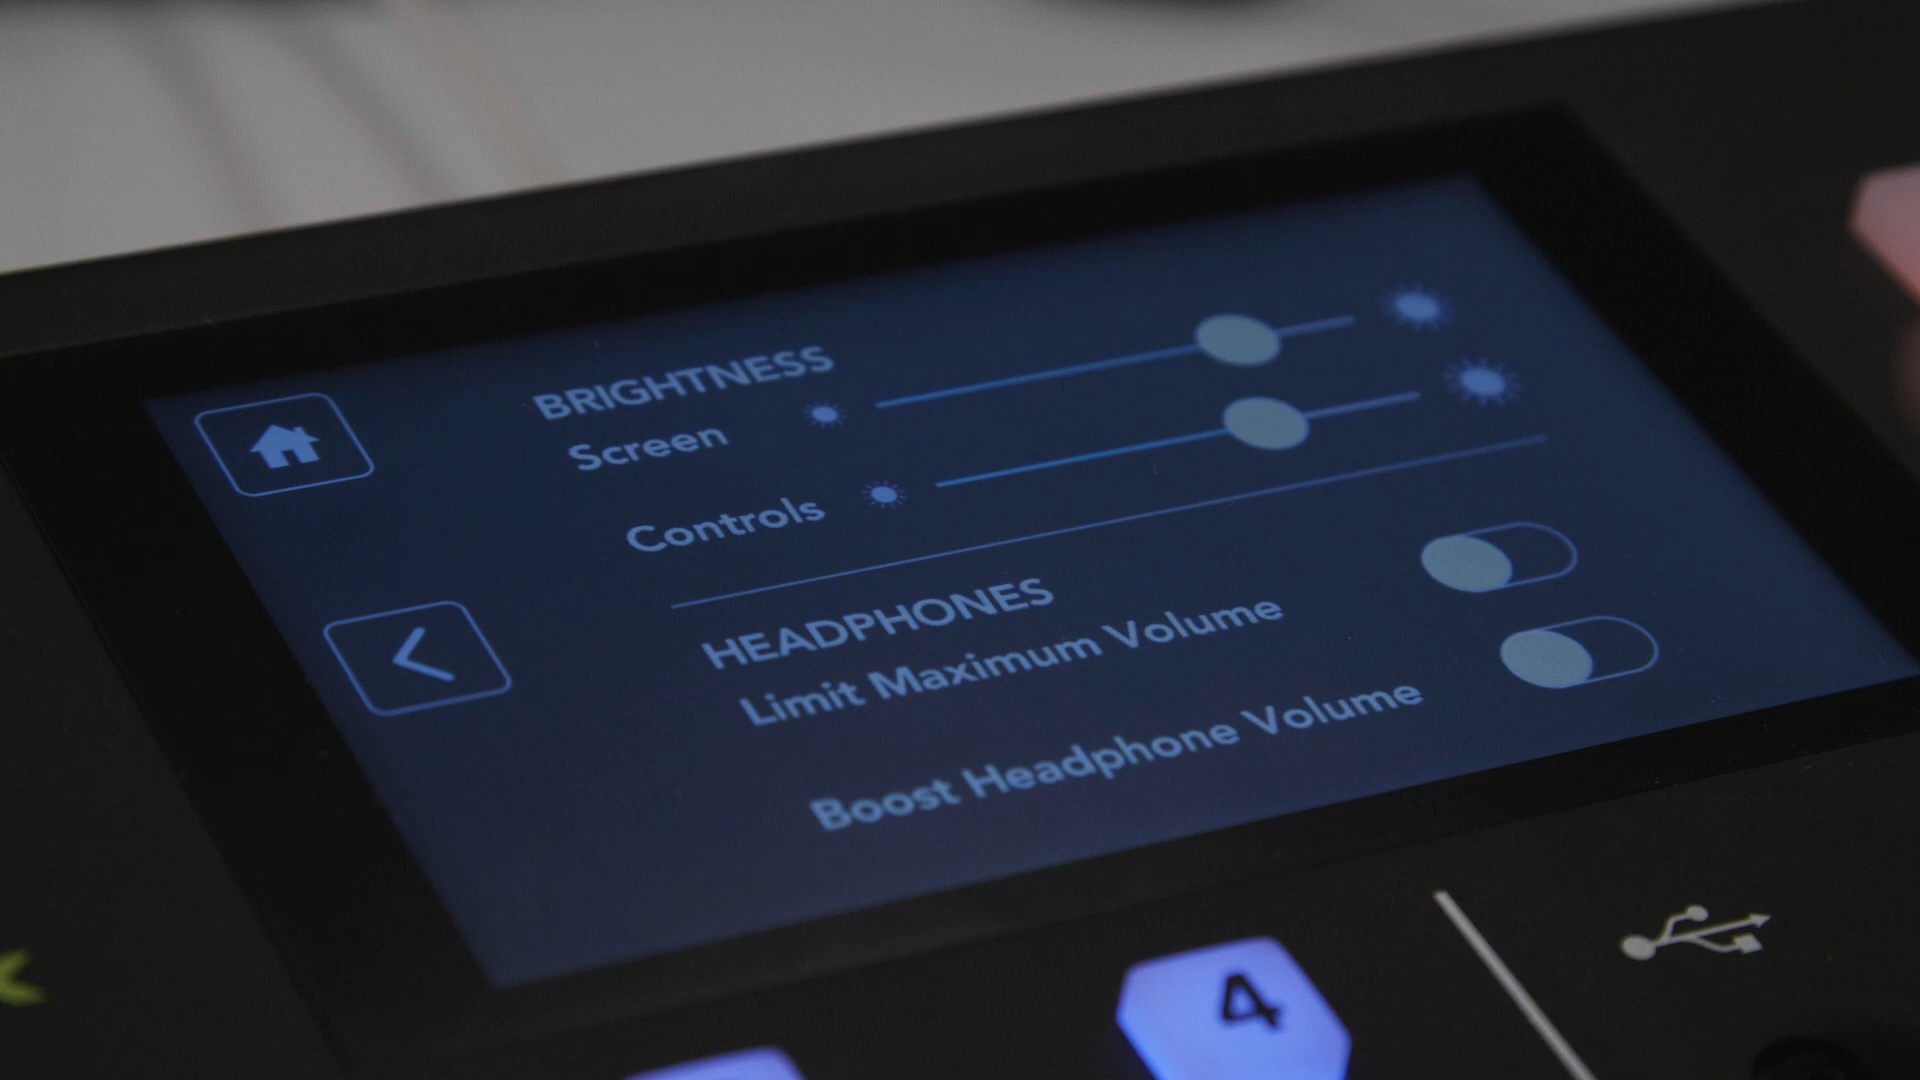 BRIGHTNESS
Screen
Controls
HEADPHONES
Limit Maximum Volume
Boost Headphone Volume
4